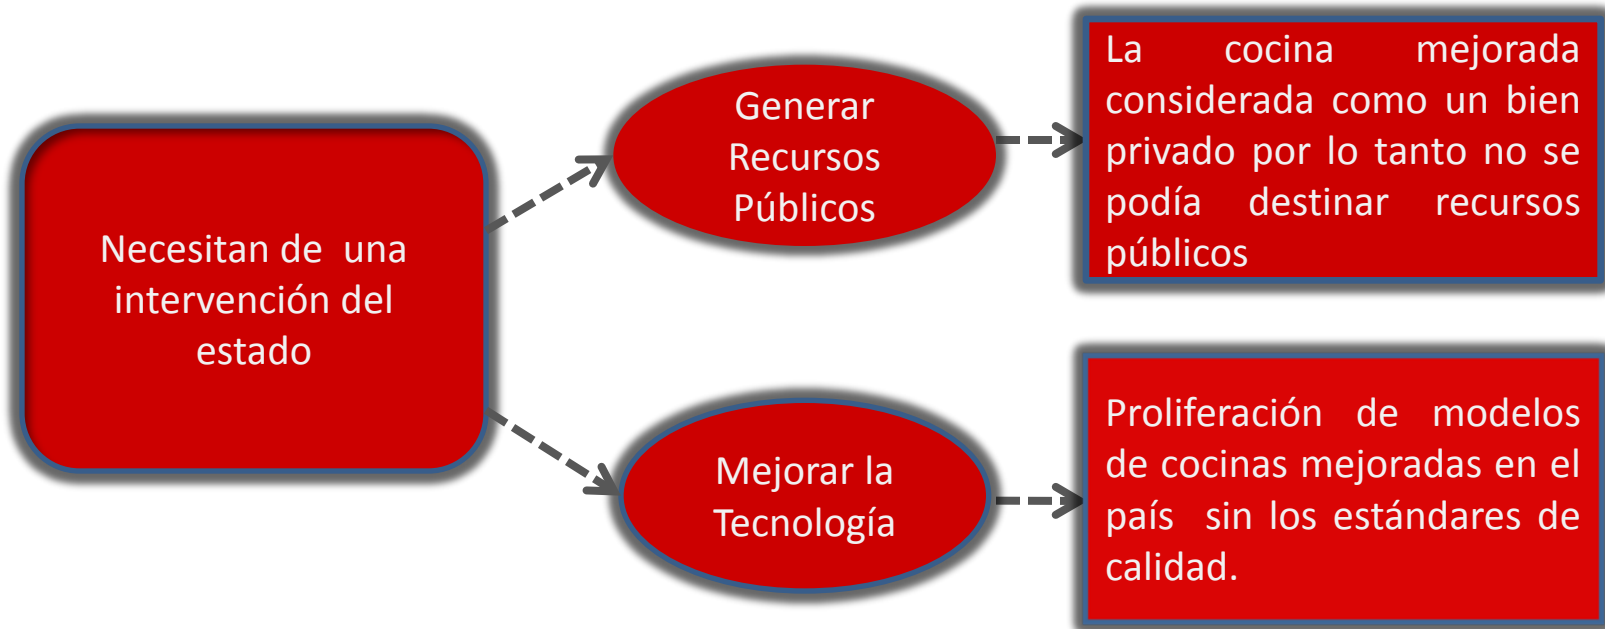 Necesitan de una
intervención del
estado
Generar
Recursos
Públicos
La cocina mejorada
considerada como un bien
privado por lo tanto no se
podía destinar recursos
públicos
Mejorar la
Tecnología
Proliferación de modelos
de cocinas mejoradas en el
país sin los estándares de
calidad.